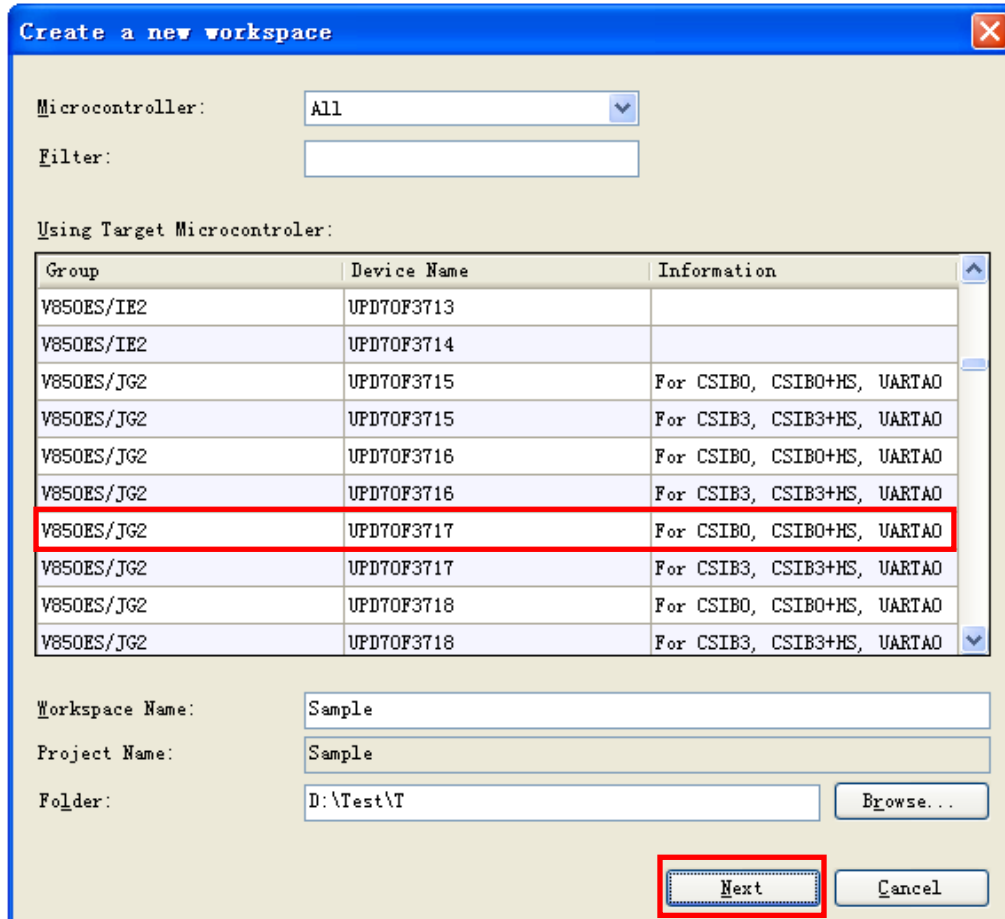 Create a new workspace
Microcontroller: All
Filter:
Using Target Microcontroler:
Group Device Name Information
V850ES/IE2 UPD70F3713
V850ES/IE2 UPD70F3714
V850ES/JG2 UPD70F3715 For CSIB0, CSIB0+HS, UARTA0
V850ES/JG2 UPD70F3715 For CSIB3, CSIB3+HS, UARTA0
V850ES/JG2 UPD70F3716 For CSIB0, CSIB0+HS, UARTA0
V850ES/JG2 UPD70F3716 For CSIB3, CSIB3+HS, UARTA0
V850ES/JG2 UPD70F3717 For CSIB0, CSIB0+HS, UARTA0
V850ES/JG2 UPD70F3717 For CSIB3, CSIB3+HS, UARTA0
V850ES/JG2 UPD70F3718 For CSIB0, CSIB0+HS, UARTA0
V850ES/JG2 UPD70F3718 For CSIB3, CSIB3+HS, UARTA0
Workspace Name: Sample
Project Name: Sample
Folder: D:\Test\T Browse...
Next Cancel